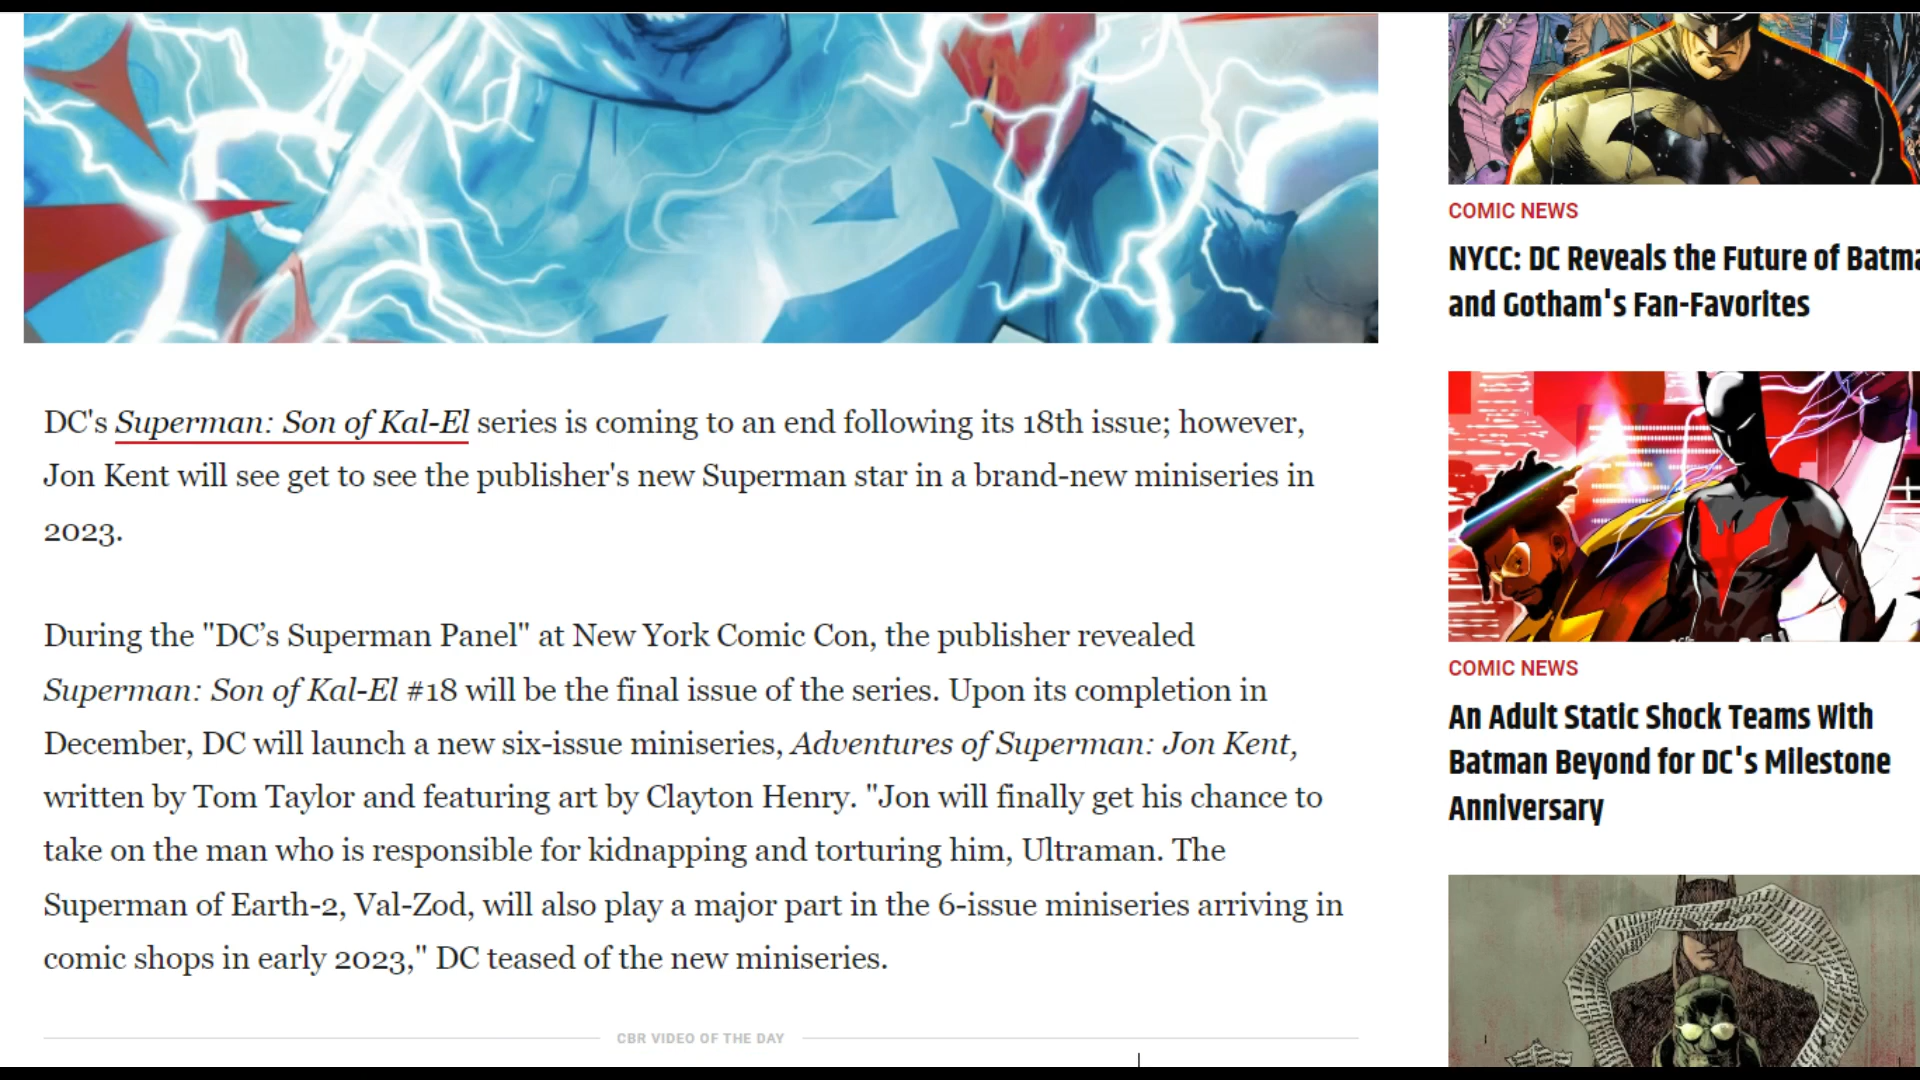 DC's Superman: Son of Kal-El series is coming to an end following its 18th issue; however,
Jon Kent will see get to see the publisher's new Superman star in a brand-new miniseries in
2023.
During the "DC’s Superman Panel" at New York Comic Con, the publisher revealed
Superman: Son of Kal-El #18 will be the final issue of the series. Upon its completion in
December, DC will launch a new six-issue miniseries, Adventures of Superman: Jon Kent,
written by Tom Taylor and featuring art by Clayton Henry. "Jon will finally get his chance to
take on the man who is responsible for kidnapping and torturing him, Ultraman. The
Superman of Earth-2, Val-Zod, will also play a major part in the 6-issue miniseries arriving in
comic shops in early 2023," DC teased of the new miniseries.
CBR VIDEO OF THE DAY
COMIC NEWS
NYCC: DC Reveals the Future of
and Gotham's Fan-Favorites
COMIC NEWS
An Adult Static Shock Teams With
Batman Beyond for DC's Milestone
Anniversary